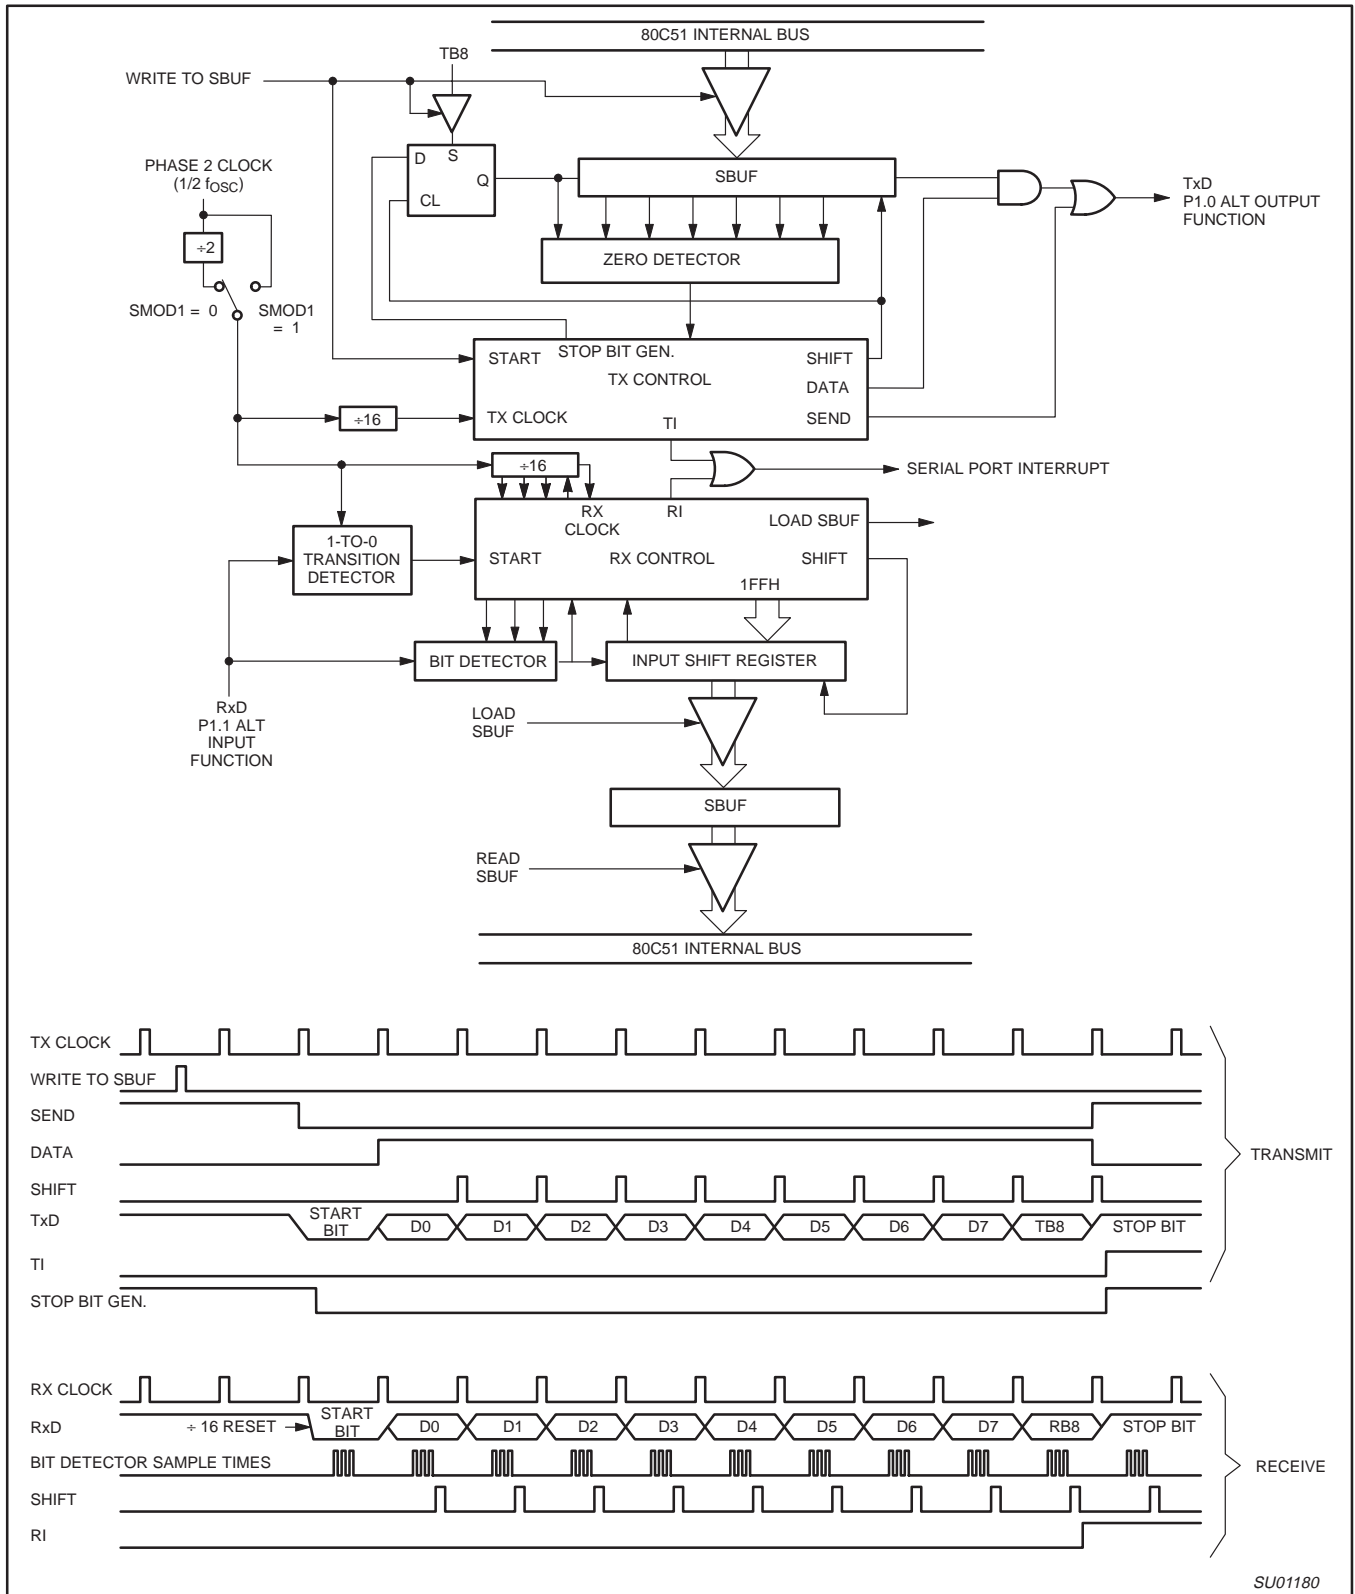 80C51 INTERNAL BUS
TB8
WRITE TO SBUF
D
S
Q
CL
PHASE 2 CLOCK
(1/2 fOSC)
÷2
SMOD1 = 0
SMOD1
= 1
SBUF
ZERO DETECTOR
TxD
P1.0 ALT OUTPUT
FUNCTION
START
STOP BIT GEN.
SHIFT
TX CONTROL
DATA
÷16
TX CLOCK
TI
SEND
÷16
SERIAL PORT INTERRUPT
RX
CLOCK
RI
LOAD SBUF
1-TO-0
TRANSITION
DETECTOR
START
RX CONTROL
SHIFT
1FFH
BIT DETECTOR
INPUT SHIFT REGISTER
RxD
P1.1 ALT
INPUT
FUNCTION
LOAD
SBUF
SBUF
READ
SBUF
80C51 INTERNAL BUS
TX CLOCK
WRITE TO SBUF
SEND
DATA
TRANSMIT
SHIFT
TxD START BIT D0 D1 D2 D3 D4 D5 D6 D7 TB8 STOP BIT
TI
STOP BIT GEN.
RX CLOCK
RxD ÷ 16 RESET START BIT D0 D1 D2 D3 D4 D5 D6 D7 RB8 STOP BIT
BIT DETECTOR SAMPLE TIMES
RECEIVE
SHIFT
RI
SU01180